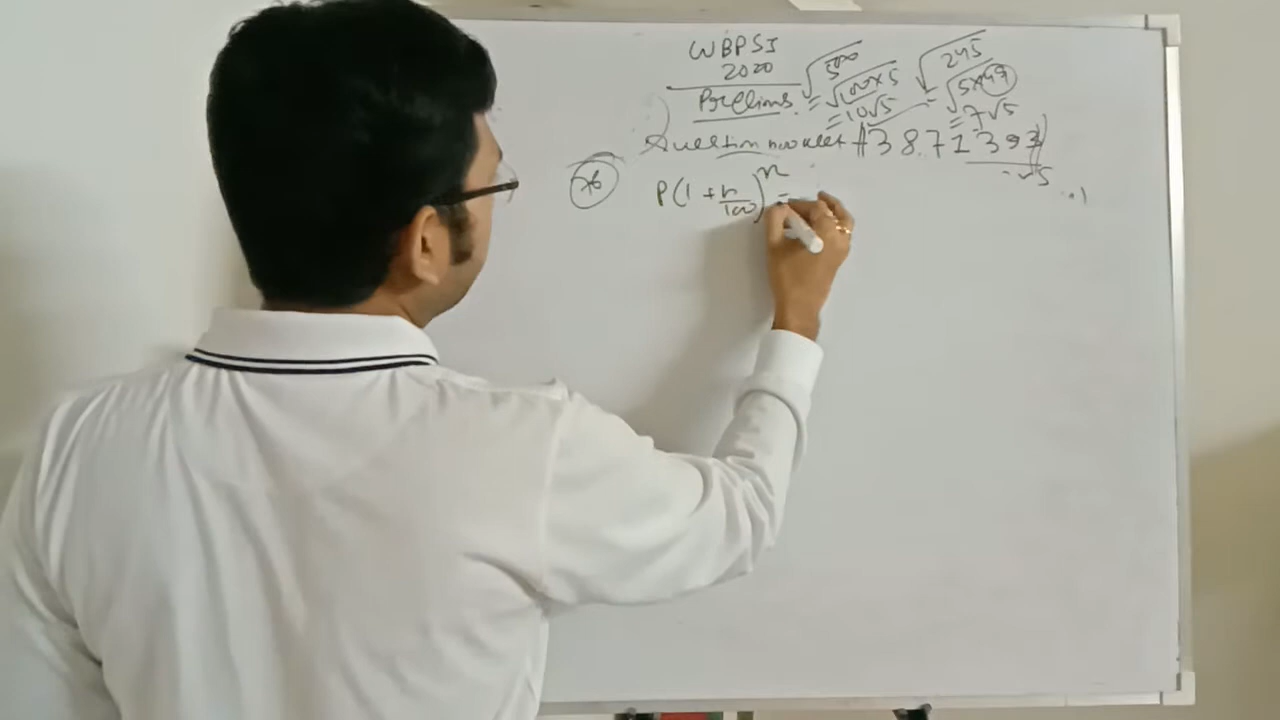 WBPSI
2020
Prelims.
√500
= √100×5
= 10√5
√245
= √5×49
= 7√5
Question booklet #3871393
76
P(1 + r/100)^n =